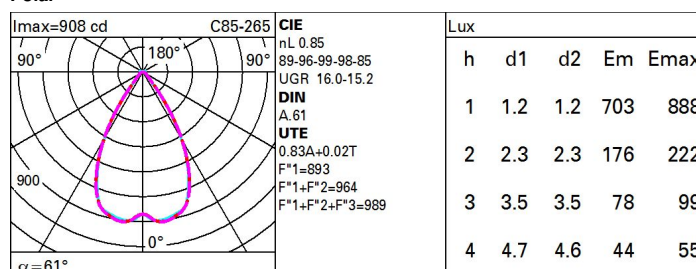 Imax=908 cd C85-265
90° 180° 90°
900
0°
α=61°
CIE
nL 0.85
89-96-99-98-85
UGR 16.0-15.2
DIN
A.61
UTE
0.83A+0.02T
F"1=893
F"1+F"2=964
F"1+F"2+F"3=989
Lux
h d1 d2 Em Emax
1 1.2 1.2 703 888
2 2.3 2.3 176 222
3 3.5 3.5 78 99
4 4.7 4.6 44 55